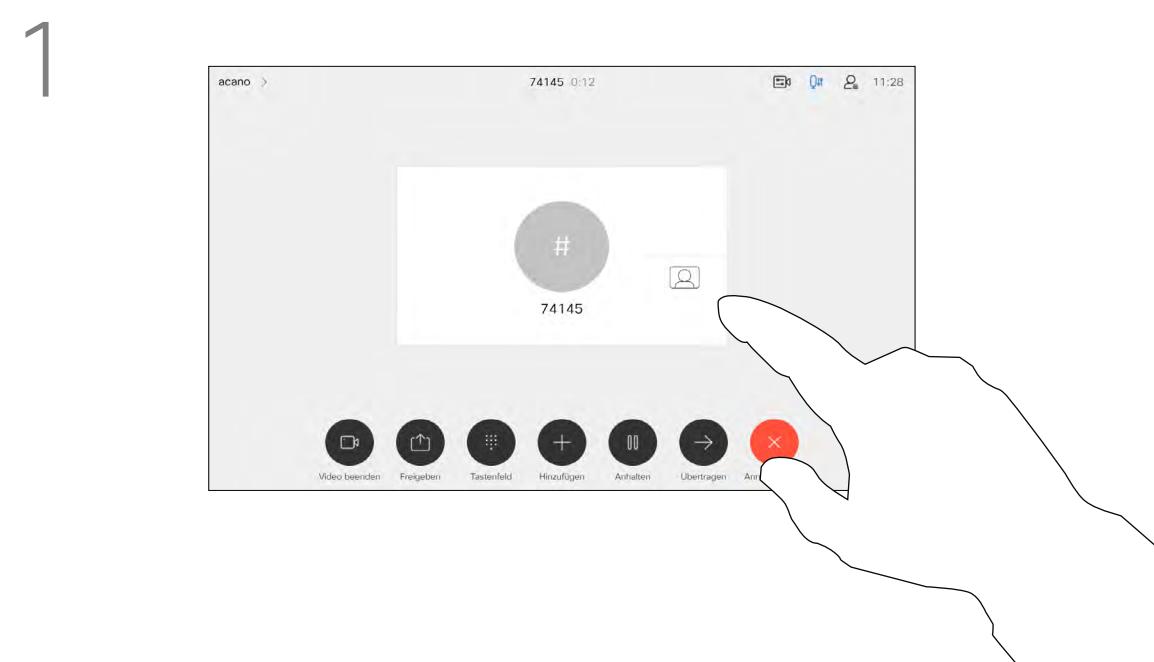 1
acano > 74145 0:12 11:28
#
74145
Video beenden Freigeben Tastenfeld Hinzufügen Anhalten Übertragen